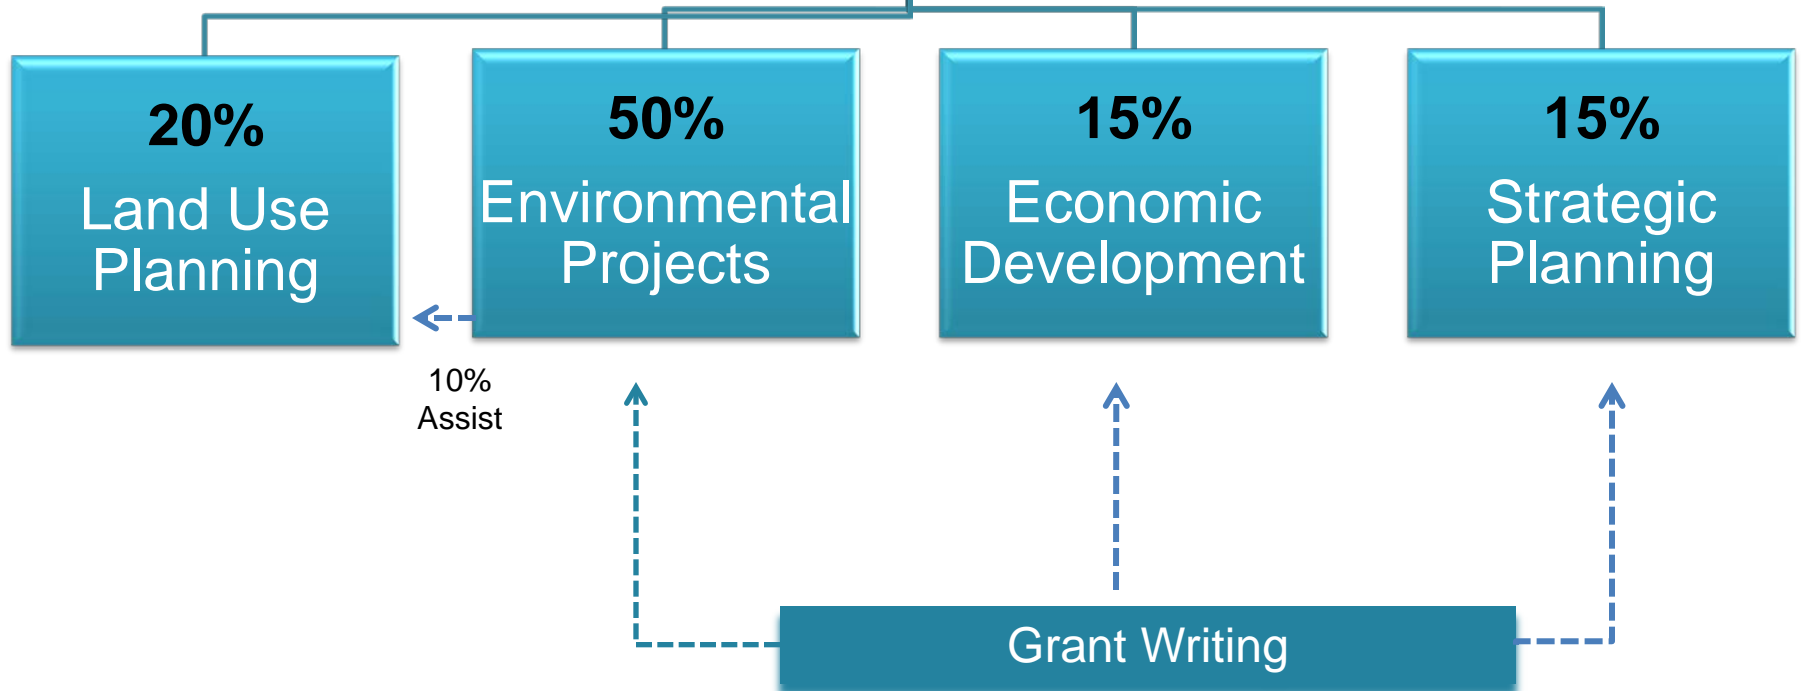 20%
Land Use
Planning
50%
Environmental
Projects
15%
Economic
Development
15%
Strategic
Planning
10%
Assist
Grant Writing